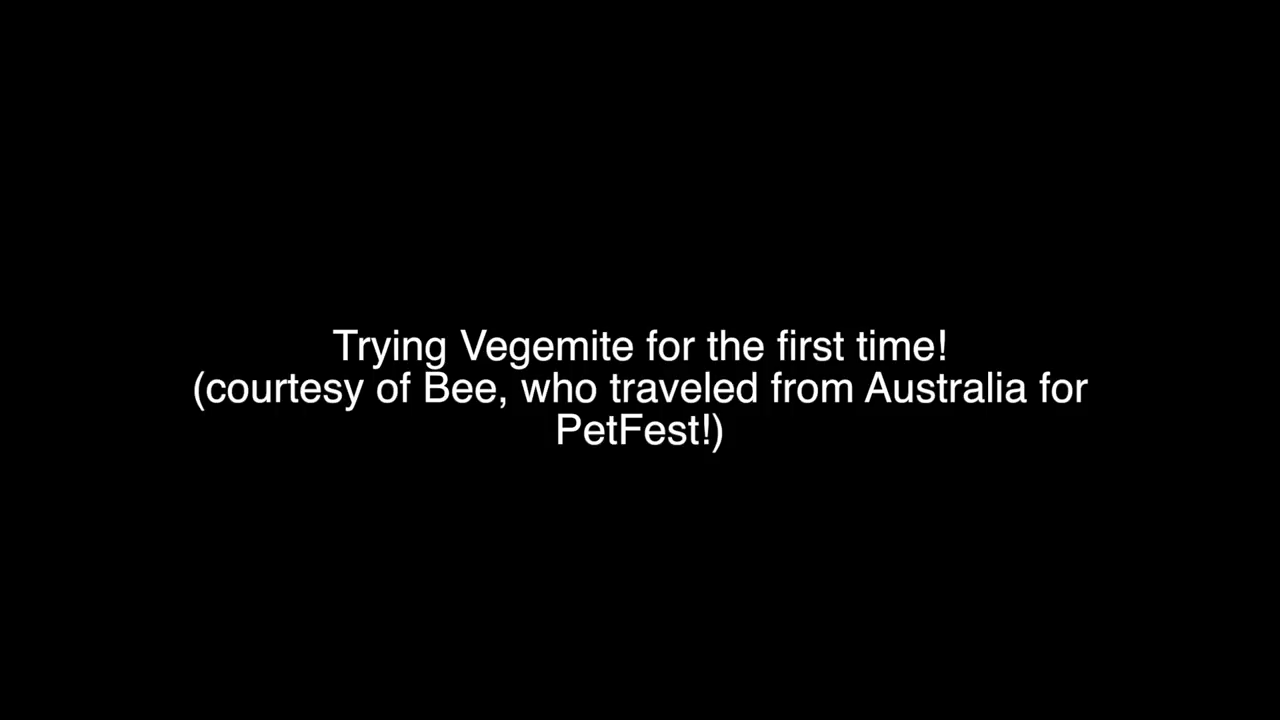 Trying Vegemite for the first time!
(courtesy of Bee, who traveled from Australia for
PetFest!)